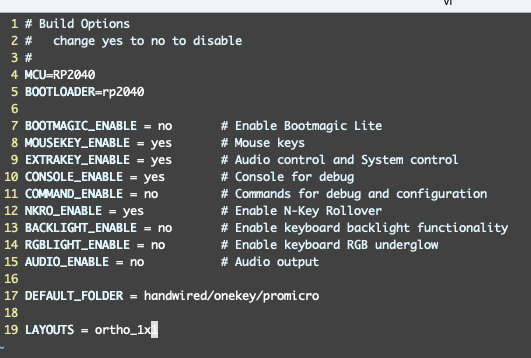 vi
1 # Build Options
2 #   change yes to no to disable
3 #
4 MCU=RP2040
5 BOOTLOADER=rp2040
6
7 BOOTMAGIC_ENABLE = no       # Enable Bootmagic Lite
8 MOUSEKEY_ENABLE = yes       # Mouse keys
9 EXTRAKEY_ENABLE = yes       # Audio control and System control
10 CONSOLE_ENABLE = yes        # Console for debug
11 COMMAND_ENABLE = no         # Commands for debug and configuration
12 NKRO_ENABLE = yes           # Enable N-Key Rollover
13 BACKLIGHT_ENABLE = no       # Enable keyboard backlight functionality
14 RGBLIGHT_ENABLE = no        # Enable keyboard RGB underglow
15 AUDIO_ENABLE = no           # Audio output
16
17 DEFAULT_FOLDER = handwired/onekey/promicro
18
19 LAYOUTS = ortho_1x1
~